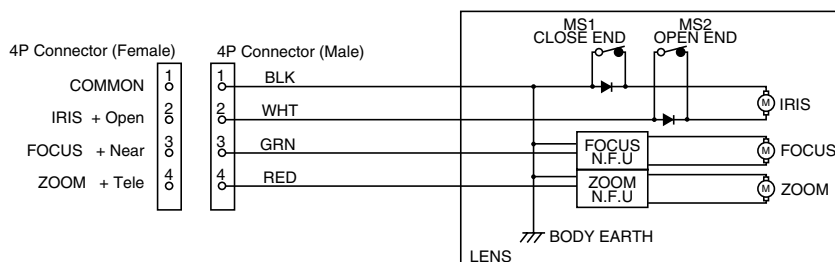 MS1
CLOSE END
MS2
OPEN END
4P Connector (Female)
4P Connector (Male)
COMMON
1
1
BLK
IRIS + Open
2
2
WHT
M
IRIS
FOCUS + Near
3
3
GRN
FOCUS
N.F.U
M
FOCUS
ZOOM + Tele
4
4
RED
ZOOM
N.F.U
M
ZOOM
BODY EARTH
LENS